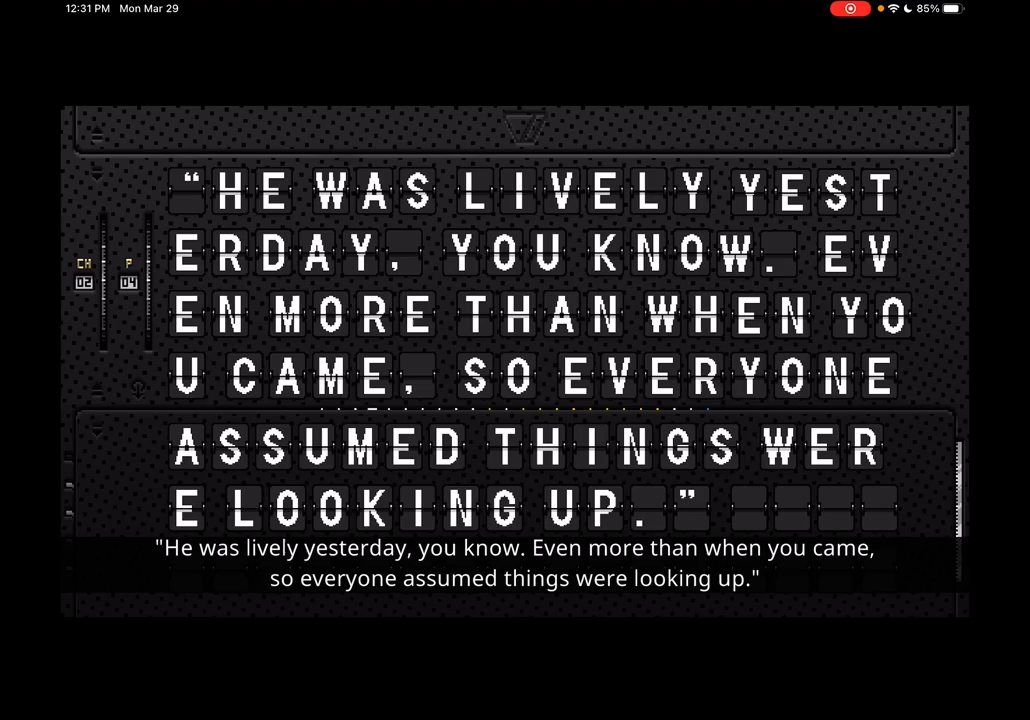 12:31 PM Mon Mar 29
85%
“HE WAS LIVELY YEST
ERDAY, YOU KNOW. EV
CH P
02 04
EN MORE THAN WHEN YO
U CAME, SO EVERYONE
ASSUMED THINGS WER
E LOOKING UP.”
"He was lively yesterday, you know. Even more than when you came,
so everyone assumed things were looking up."